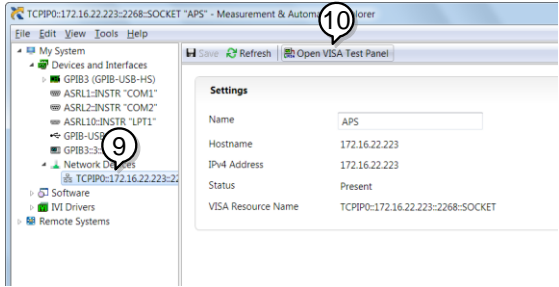 TCPIP0::172.16.22.223::2268::SOCKET "APS" - Measurement & Automa
orer
10
File Edit View Tools Help
Save Refresh Open VISA Test Panel
My System
Devices and Interfaces
GPIB3 (GPIB-USB-HS)
ASRL1::INSTR "COM1"
ASRL2::INSTR "COM2"
ASRL10::INSTR "LPT1"
GPIB-USB
GPIB3::3::
9
Network Devices
TCPIP0::172.16.22.223::22
Software
IVI Drivers
Remote Systems
Settings
Name APS
Hostname 172.16.22.223
IPv4 Address 172.16.22.223
Status Present
VISA Resource Name TCPIP0::172.16.22.223::2268::SOCKET